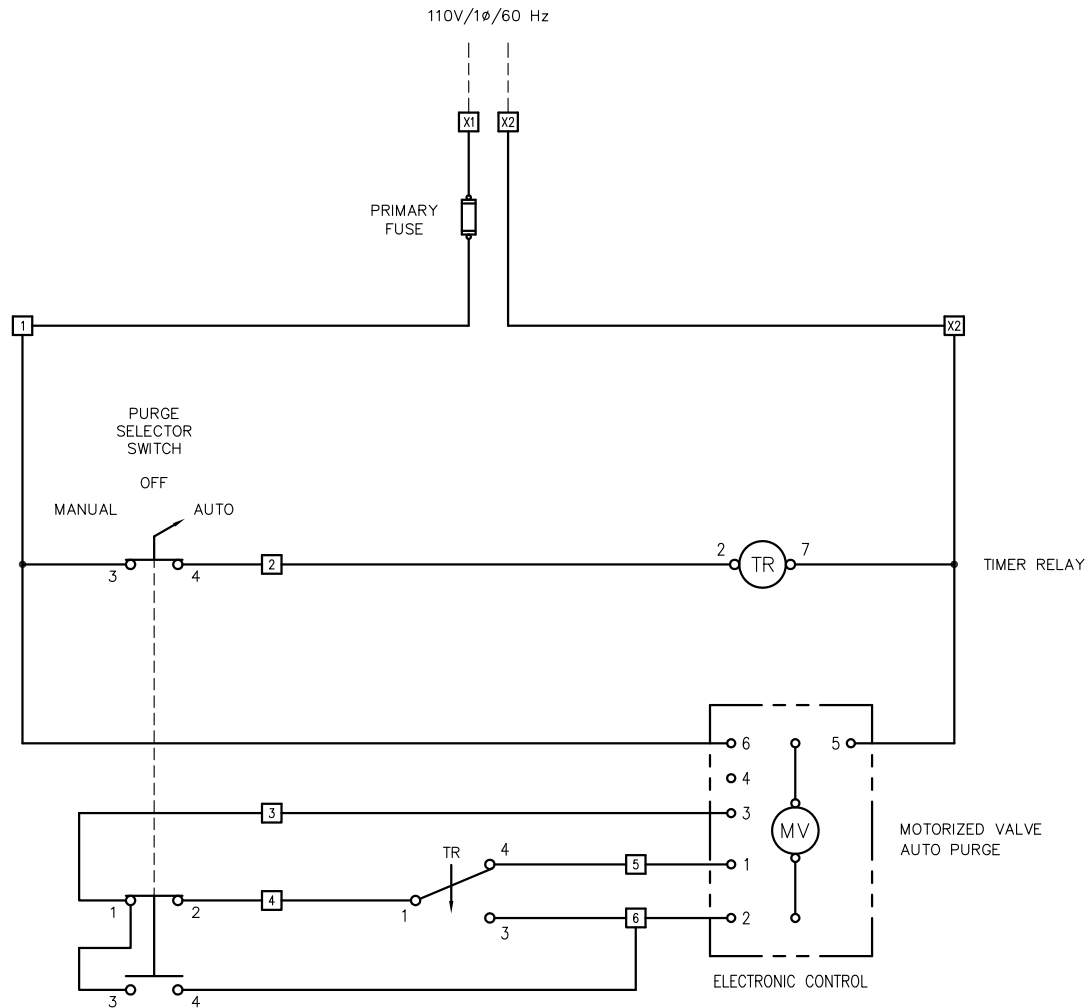 110V/1ø/60 Hz
X1 X2
PRIMARY
FUSE
1 X2
PURGE
SELECTOR
SWITCH
OFF
MANUAL AUTO
3 4 2 2 TR 7 TIMER RELAY
6 5
4
3 3
MV
MOTORIZED VALVE
AUTO PURGE
TR 4 5 1
1 2 4 1
3 6 2
3 4
ELECTRONIC CONTROL